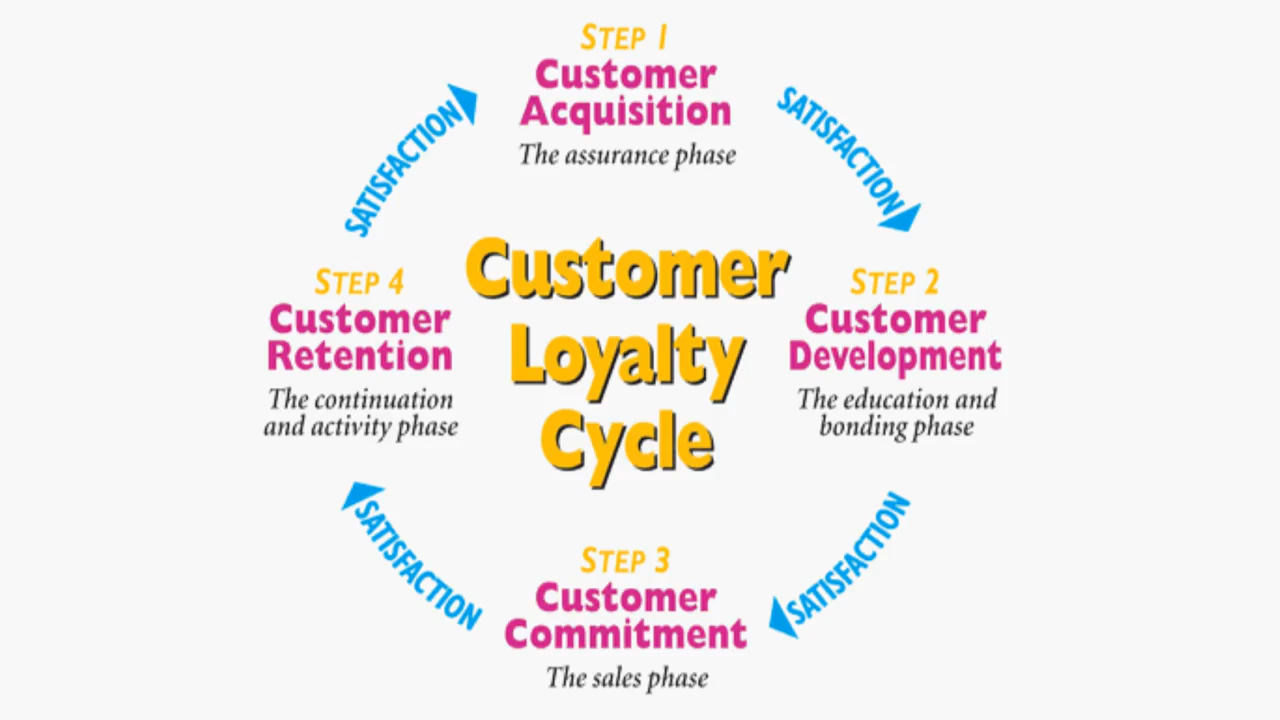 STEP 1
Customer
Acquisition
The assurance phase
SATISFACTION
SATISFACTION
Customer
Loyalty
Cycle
STEP 4
Customer
Retention
The continuation
and activity phase
STEP 2
Customer
Development
The education and
bonding phase
SATISFACTION
SATISFACTION
STEP 3
Customer
Commitment
The sales phase